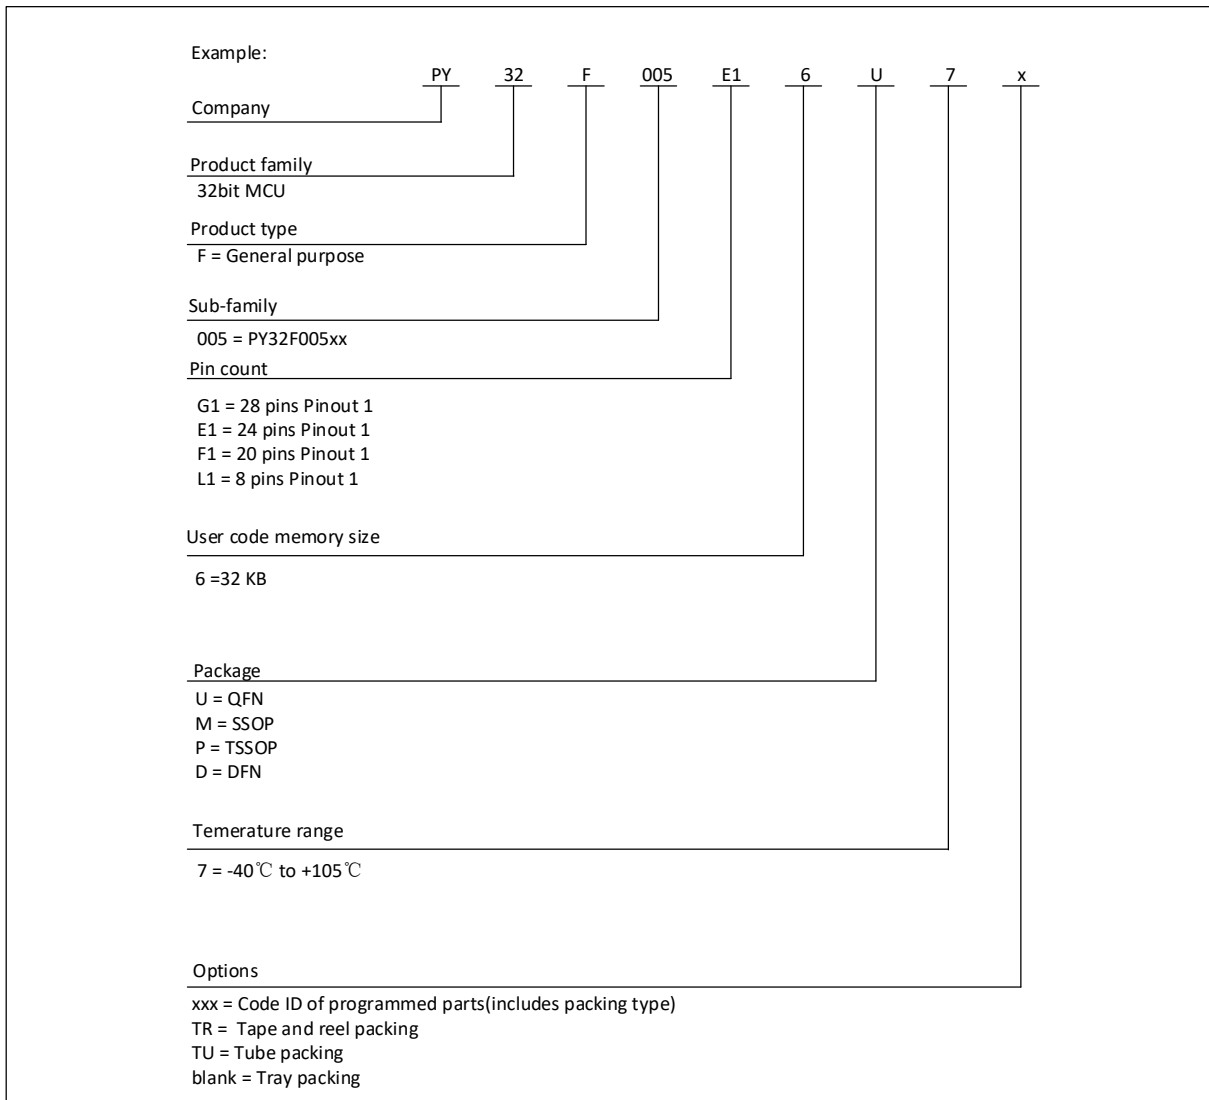 Example:
PY 32 F 005 E1 6 U 7 x
Company
Product family
32bit MCU
Product type
F = General purpose
Sub-family
005 = PY32F005xx
Pin count
G1 = 28 pins Pinout 1
E1 = 24 pins Pinout 1
F1 = 20 pins Pinout 1
L1 = 8 pins Pinout 1
User code memory size
6 =32 KB
Package
U = QFN
M = SSOP
P = TSSOP
D = DFN
Temerature range
7 = -40℃ to +105℃
Options
xxx = Code ID of programmed parts(includes packing type)
TR =  Tape and reel packing
TU = Tube packing
blank = Tray packing